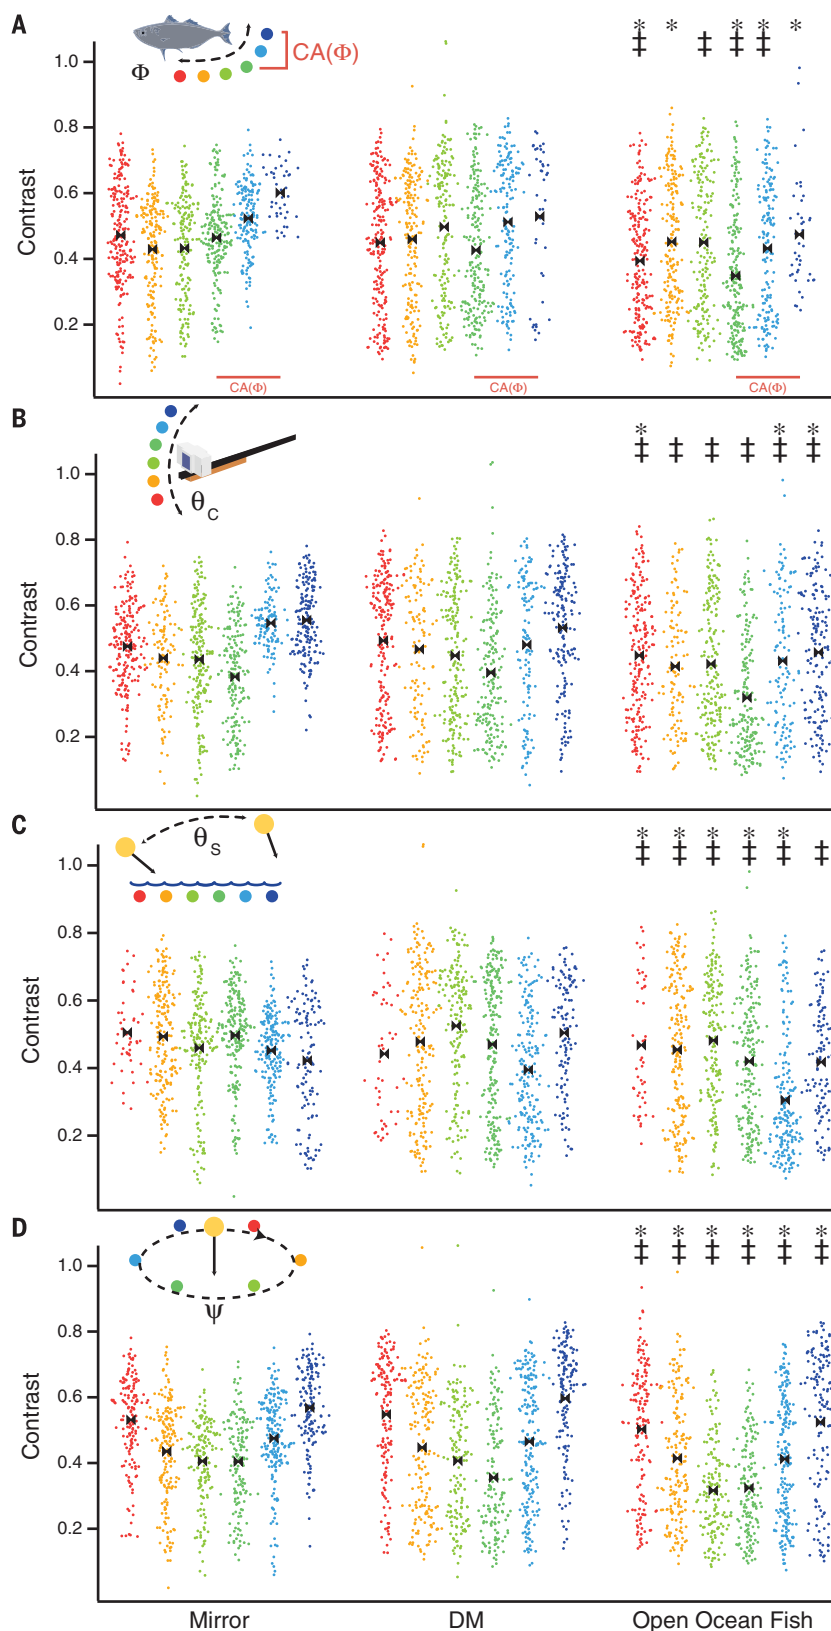 A
Φ
CA(Φ)
* * * * *
‡ ‡ ‡ ‡
Contrast
1.0
0.8
0.6
0.4
0.2
CA(Φ) CA(Φ) CA(Φ)
B
θC
* * *
‡ ‡ ‡ ‡ ‡ ‡
Contrast
1.0
0.8
0.6
0.4
0.2
C
θS
* * * * *
‡ ‡ ‡ ‡ ‡ ‡
Contrast
1.0
0.8
0.6
0.4
0.2
D
ψ
* * * * * *
‡ ‡ ‡ ‡ ‡ ‡
Contrast
1.0
0.8
0.6
0.4
0.2
Mirror DM Open Ocean Fish